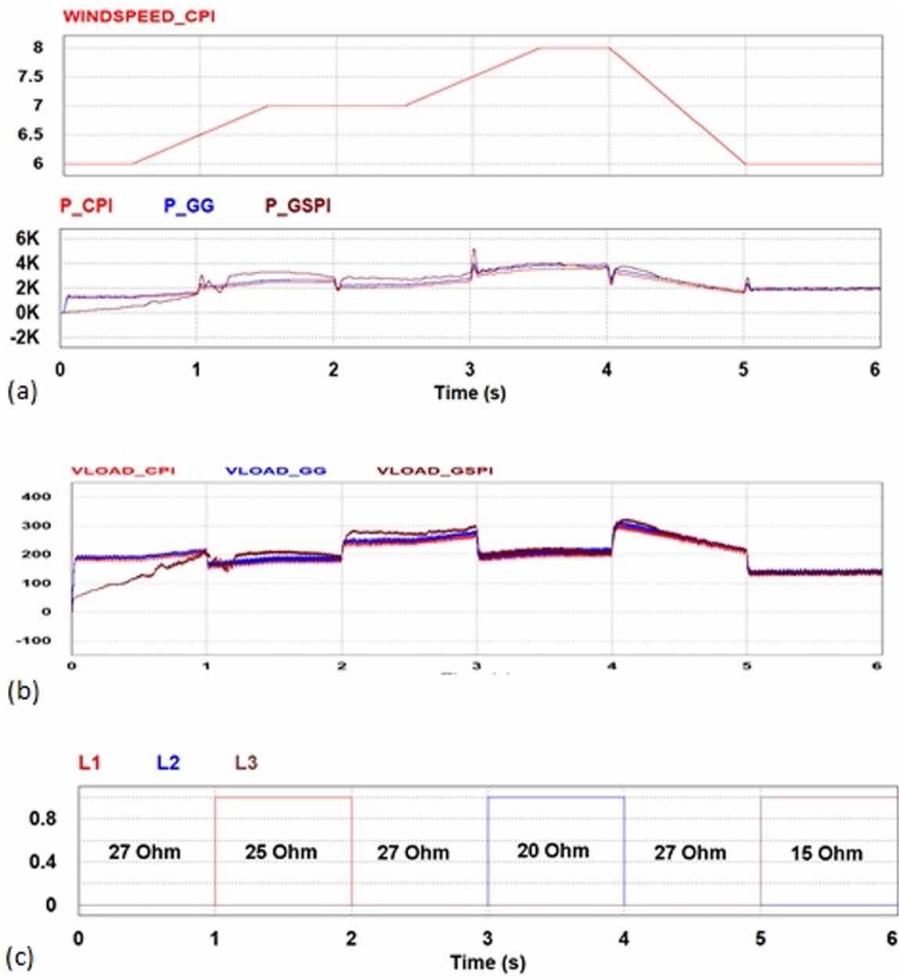 WINDSPEED_CPI
8
7.5
7
6.5
6
P_CPI P_GG P_GSPI
6K
4K
2K
0K
-2K
0 1 2 3 4 5 6
Time (s)
(a)
VLOAD_CPI VLOAD_GG VLOAD_GSPI
400
300
200
100
0
-100
0 1 2 3 4 5 6
(b)
L1 L2 L3
0.8
0.4
0
27 Ohm 25 Ohm 27 Ohm 20 Ohm 27 Ohm 15 Ohm
0 1 2 3 4 5 6
Time (s)
(c)